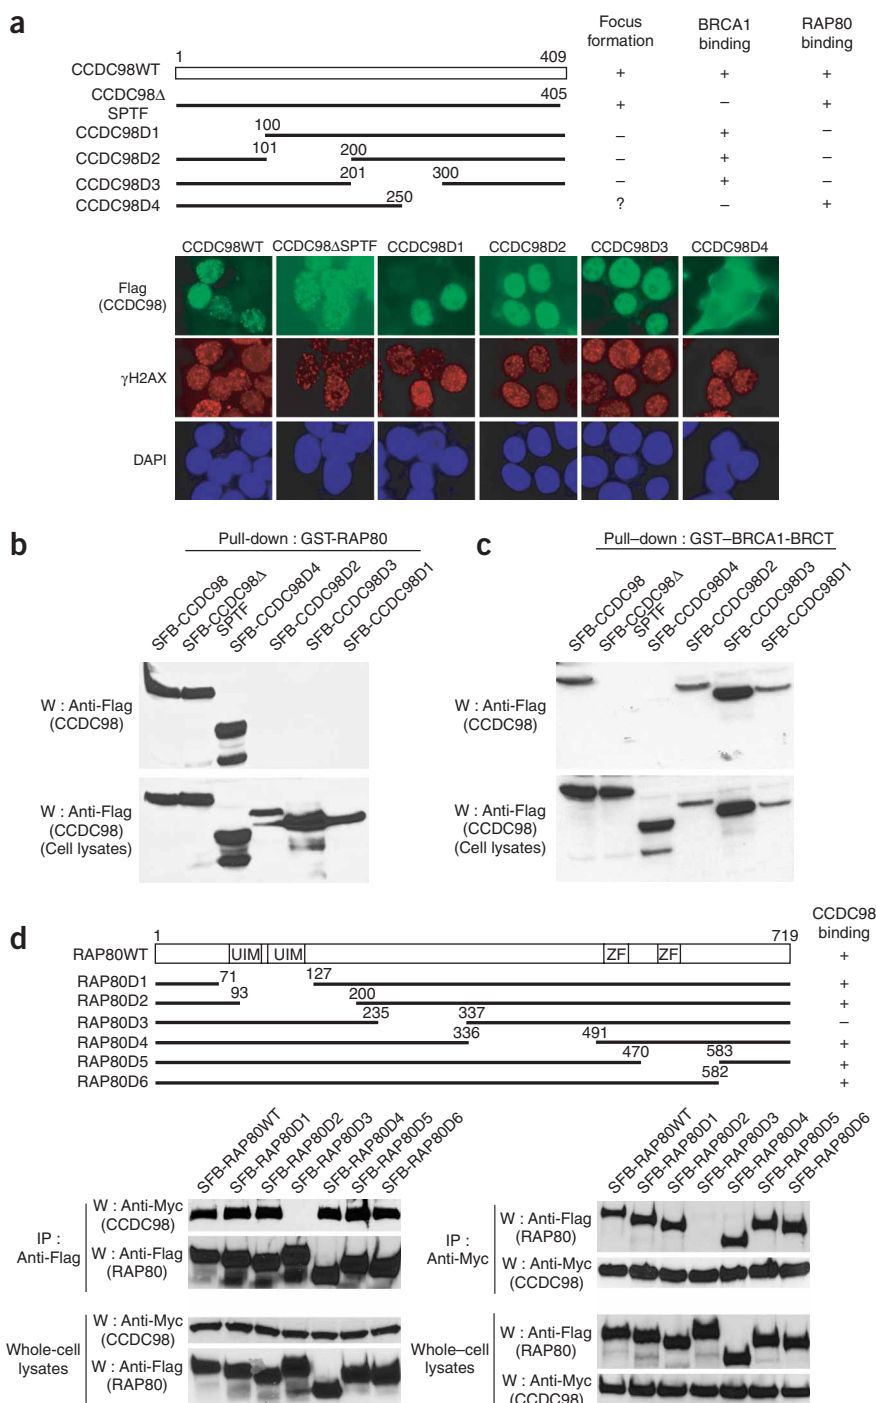 a
Focus formation
BRCA1 binding
RAP80 binding
1 409
CCDC98WT + + +
CCDC98Δ SPTF 405 + – +
CCDC98D1 100 – + –
CCDC98D2 101 200 – + –
CCDC98D3 201 300 – + –
CCDC98D4 250 ? – +
CCDC98WT CCDC98ΔSPTF CCDC98D1 CCDC98D2 CCDC98D3 CCDC98D4
Flag
(CCDC98)
γH2AX
DAPI
b
Pull-down : GST-RAP80
SFB-CCDC98
SFB-CCDC98Δ
SPTF
SFB-CCDC98D4
SFB-CCDC98D2
SFB-CCDC98D3
SFB-CCDC98D1
W : Anti-Flag
(CCDC98)
W : Anti-Flag
(CCDC98)
(Cell lysates)
c
Pull–down : GST–BRCA1-BRCT
SFB-CCDC98
SFB-CCDC98Δ
SPTF
SFB-CCDC98D4
SFB-CCDC98D2
SFB-CCDC98D3
SFB-CCDC98D1
W : Anti-Flag
(CCDC98)
W : Anti-Flag
(CCDC98)
(Cell lysates)
d
CCDC98
binding
1 719
RAP80WT UIM UIM ZF ZF +
RAP80D1 71 127 +
RAP80D2 93 200 +
RAP80D3 235 337 –
RAP80D4 336 491 +
RAP80D5 470 583 +
RAP80D6 582 +
SFB-RAP80WT
SFB-RAP80D1
SFB-RAP80D2
SFB-RAP80D3
SFB-RAP80D4
SFB-RAP80D5
SFB-RAP80D6
IP :
Anti-Flag
W : Anti-Myc
(CCDC98)
W : Anti-Flag
(RAP80)
Whole-cell
lysates
W : Anti-Myc
(CCDC98)
W : Anti-Flag
(RAP80)
SFB-RAP80WT
SFB-RAP80D1
SFB-RAP80D2
SFB-RAP80D3
SFB-RAP80D4
SFB-RAP80D5
SFB-RAP80D6
IP :
Anti-Myc
W : Anti-Flag
(RAP80)
W : Anti-Myc
(CCDC98)
Whole–cell
lysates
W : Anti-Flag
(RAP80)
W : Anti-Myc
(CCDC98)